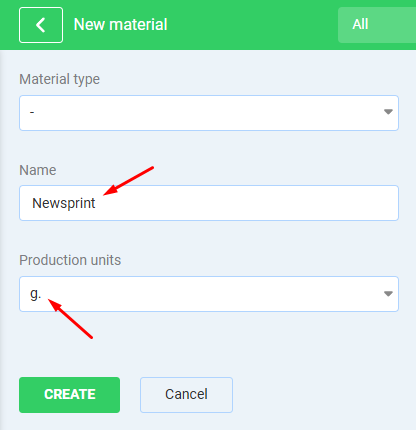 New material
All
Material type
-
Name
Newsprint
Production units
g.
CREATE
Cancel